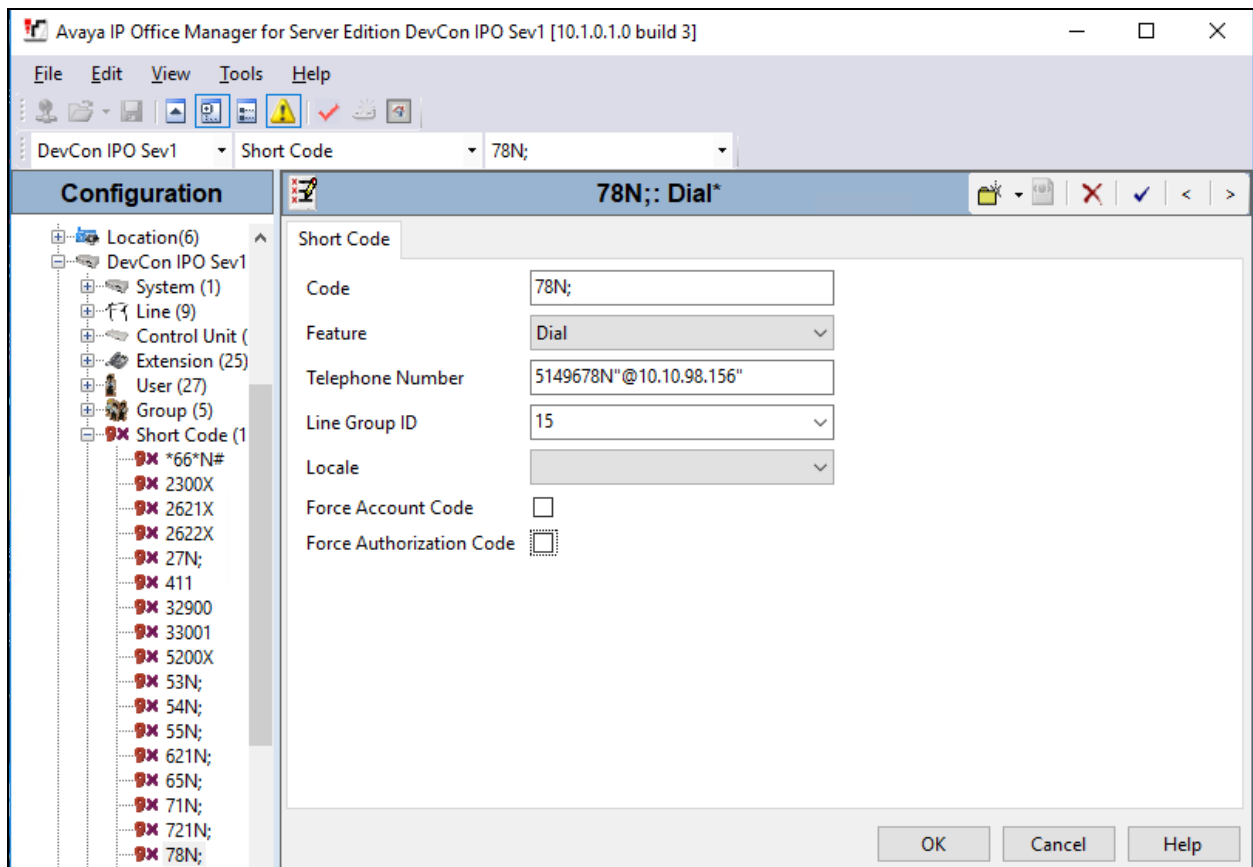 Avaya IP Office Manager for Server Edition DevCon IPO Sev1 [10.1.0.1.0 build 3]
File Edit View Tools Help
DevCon IPO Sev1 Short Code 78N;
Configuration
78N;: Dial*
Location(6)
DevCon IPO Sev1
System (1)
Line (9)
Control Unit (
Extension (25)
User (27)
Group (5)
Short Code (1
*66*N#
2300X
2621X
2622X
27N;
411
32900
33001
5200X
53N;
54N;
55N;
621N;
65N;
71N;
721N;
78N;
Short Code
Code 78N;
Feature Dial
Telephone Number 5149678N"@10.10.98.156"
Line Group ID 15
Locale
Force Account Code
Force Authorization Code
OK Cancel Help